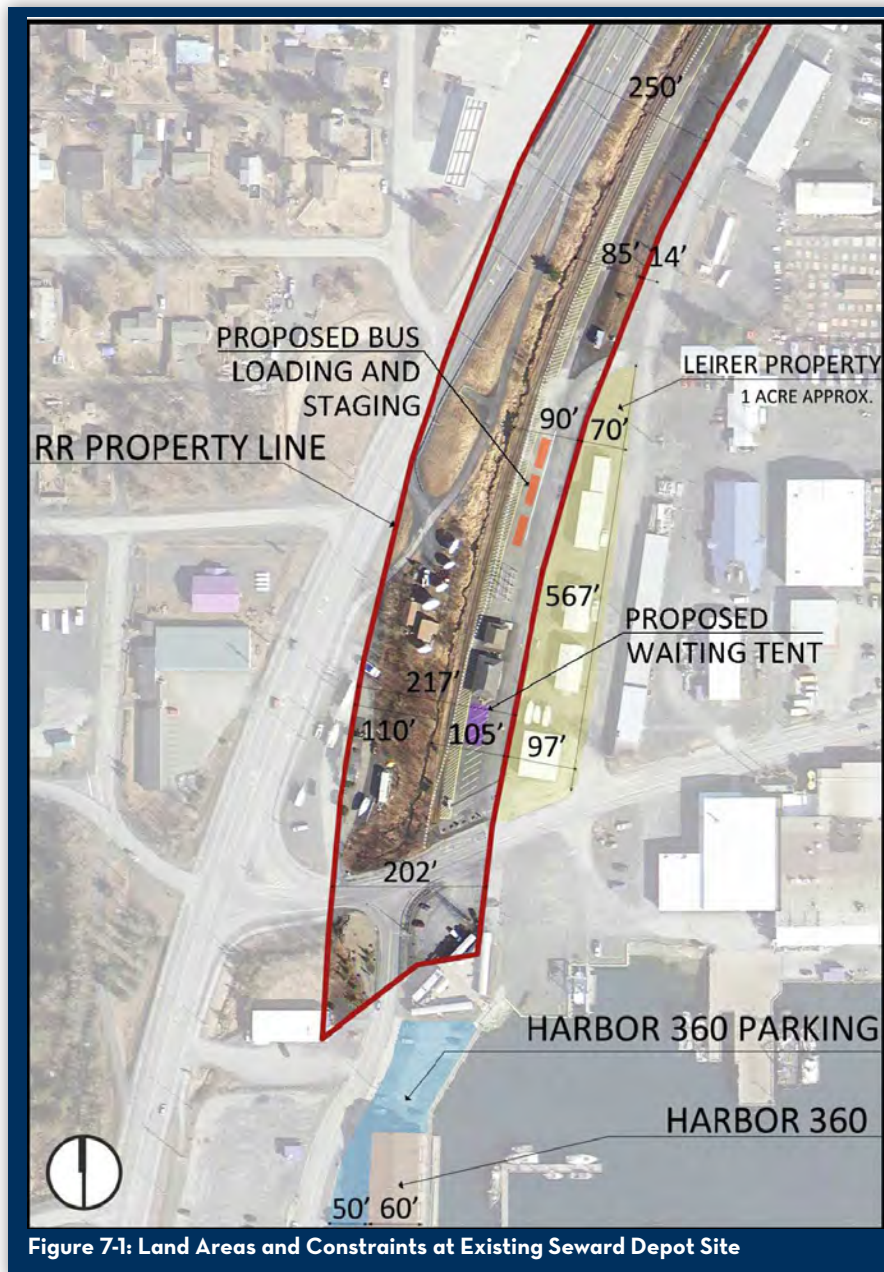 250'
85'
14'
PROPOSED BUS
LOADING AND
STAGING
LEIRER PROPERTY
1 ACRE APPROX.
90'
70'
RR PROPERTY LINE
567'
PROPOSED
WAITING TENT
217'
110'
105'
97'
202'
HARBOR 360 PARKING
HARBOR 360
50'
60'
Figure 7-1: Land Areas and Constraints at Existing Seward Depot Site